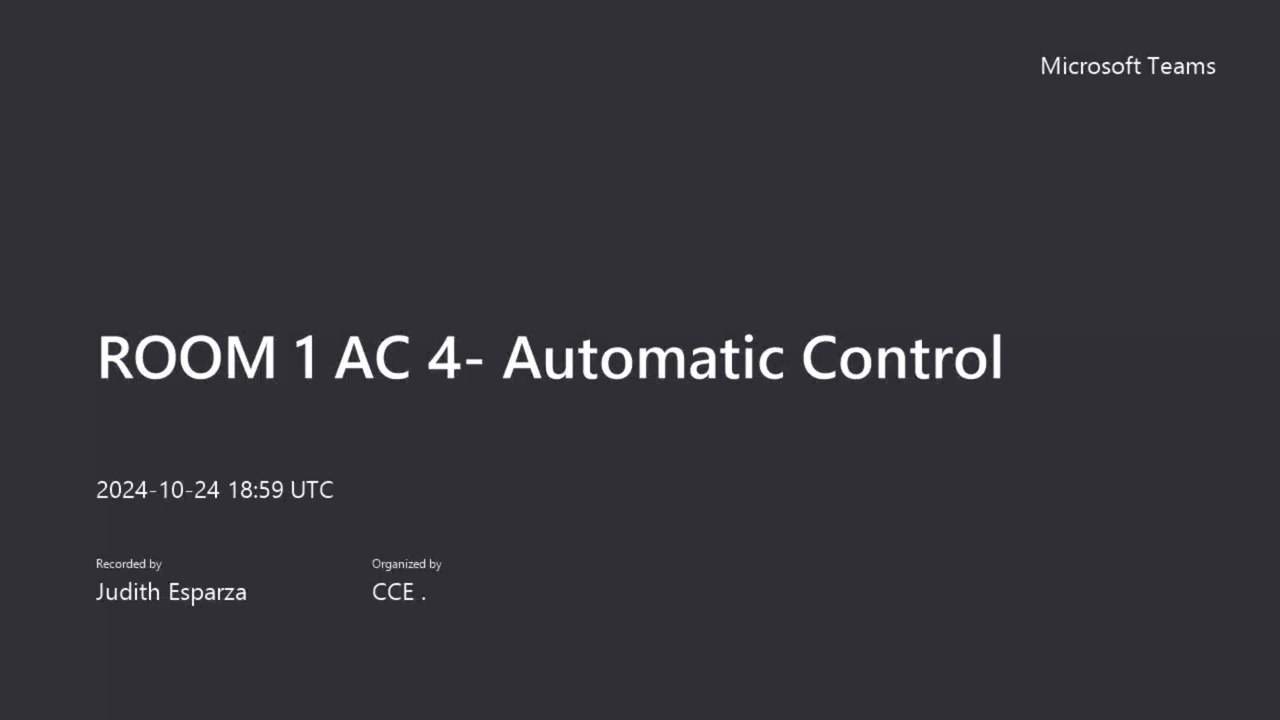 Microsoft Teams
ROOM 1 AC 4- Automatic Control
2024-10-24 18:59 UTC
Recorded by
Organized by
Judith Esparza
CCE .